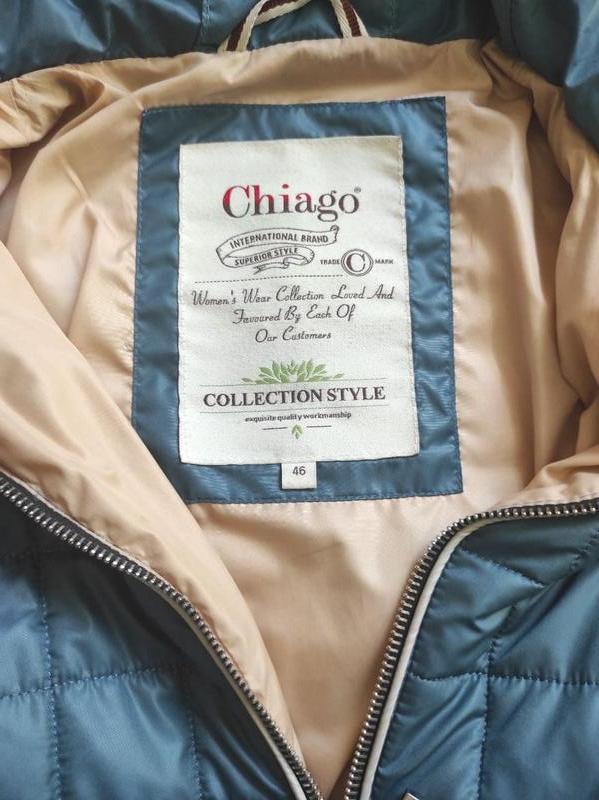 Chiago®
INTERNATIONAL BRAND
SUPERIOR STYLE
TRADE C MARK
Women's Wear Collection Loved And
Favoured By Each Of
Our Customers
COLLECTION STYLE
exquisite quality workmanship
46